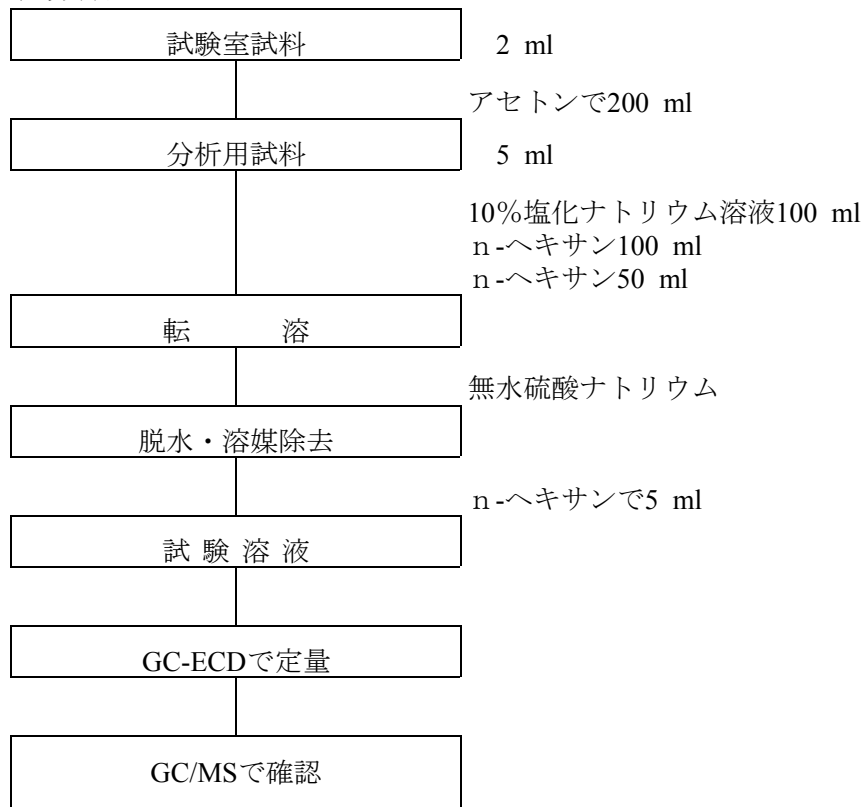 試験室試料 2 ml
アセトンで200 ml
分析用試料 5 ml
10％塩化ナトリウム溶液100 ml
ｎ-ヘキサン100 ml
ｎ-ヘキサン50 ml
転　　溶
無水硫酸ナトリウム
脱水・溶媒除去
ｎ-ヘキサンで5 ml
試 験 溶 液
GC-ECDで定量
GC/MSで確認